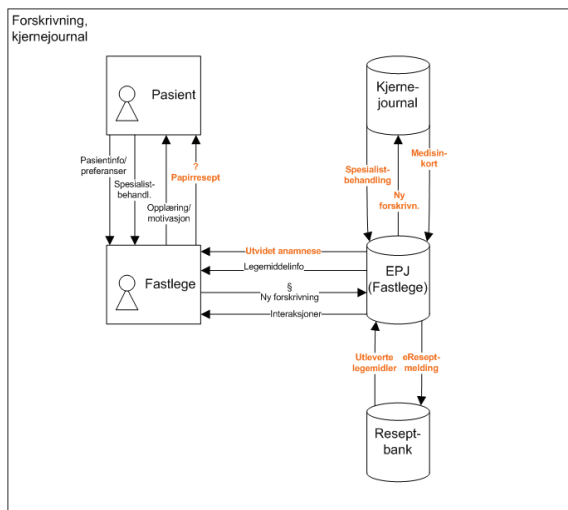 Forskrivning,
kjernejournal
Pasient
Kjerne-
journal
Pasientinfo/
preferanser
Spesialist-
behandl.
Opplæring/
motivasjon
?
Papirresept
Spesialist-
behandling
Ny
forskrivn.
Medisin-
kort
Fastlege
Utvidet anamnese
Legemiddelinfo
§
Ny forskrivning
Interaksjoner
EPJ
(Fastlege)
Utleverte
legemidler
eResept-
melding
Resept-
bank